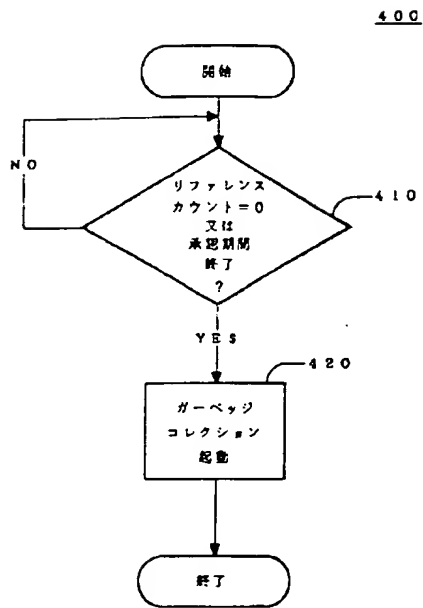 400
開始
NO
リファレンス
カウント=0
又は
承認期間
終了
?
410
YES
420
ガーベッジ
コレクション
起動
終了